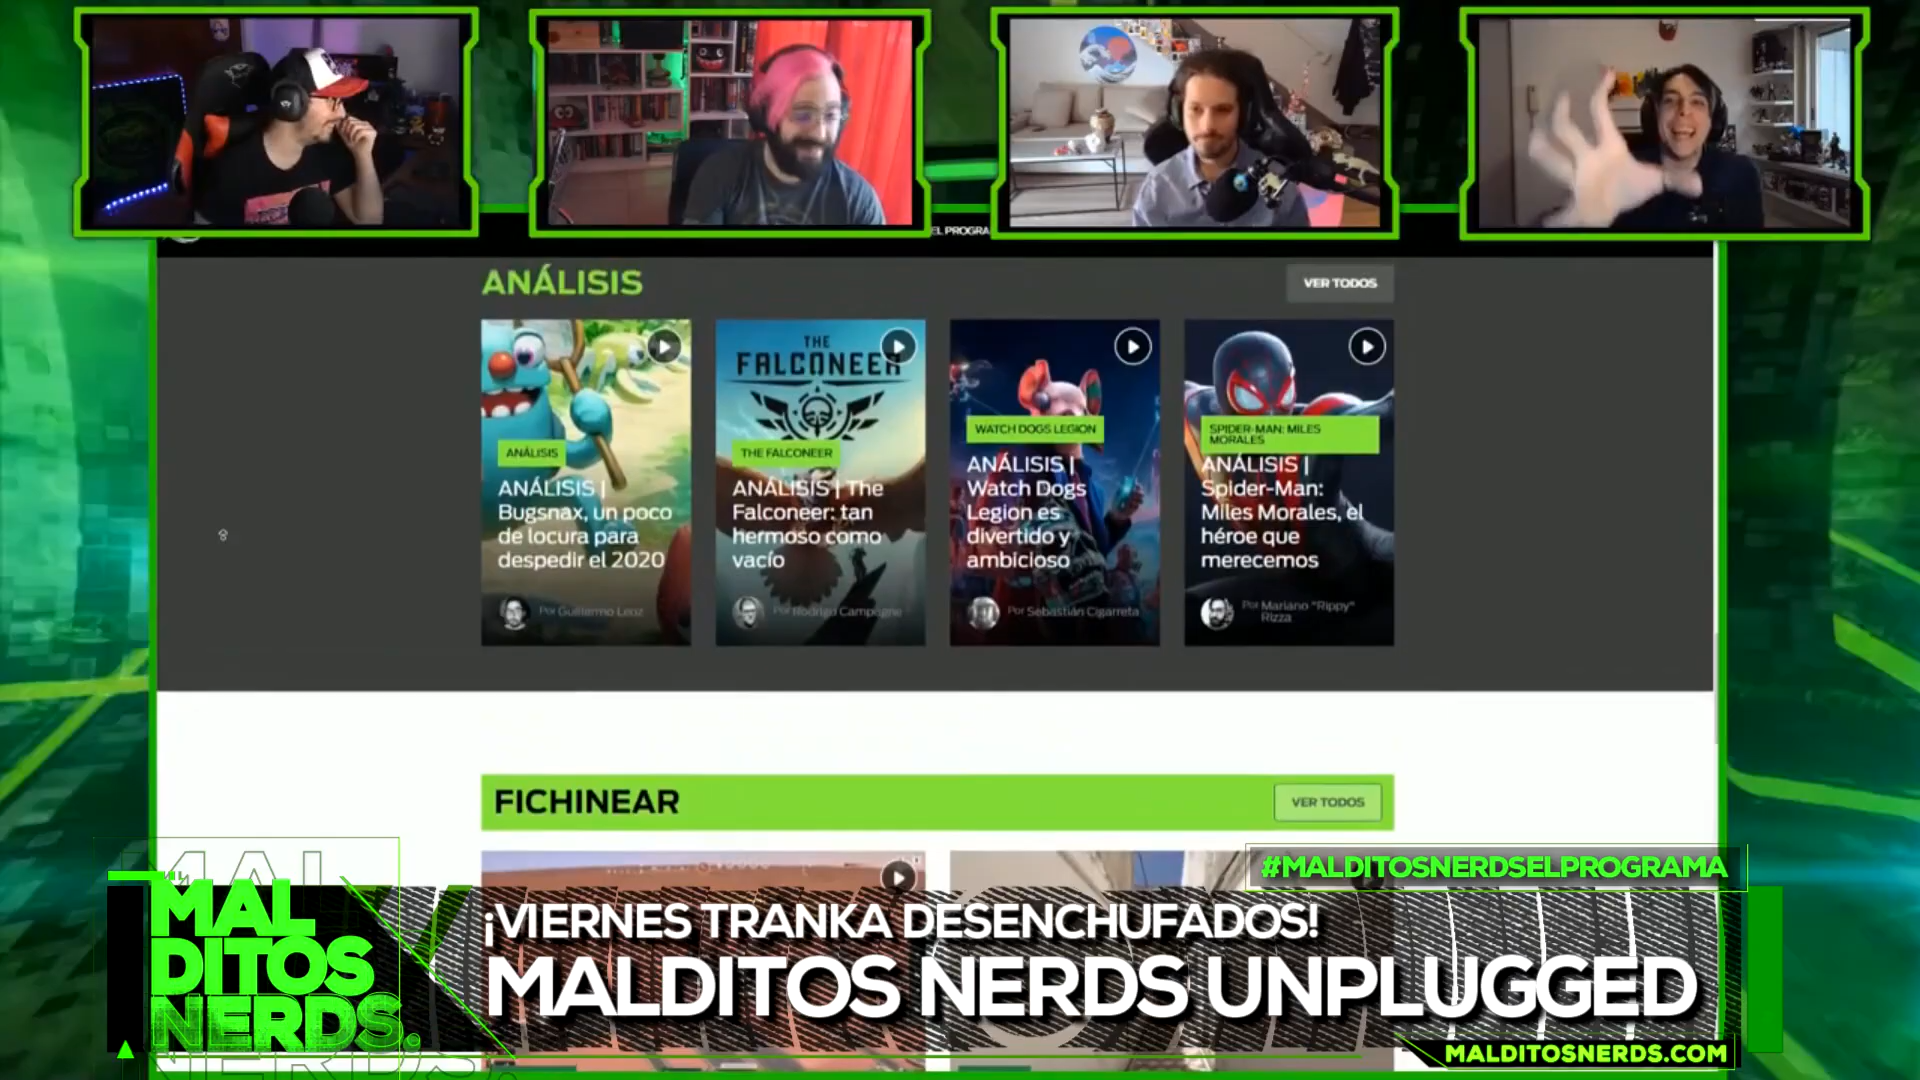 EL PROGRA
ANÁLISIS
VER TODOS
ANÁLISIS
ANÁLISIS |
Bugsnax, un poco
de locura para
despedir el 2020
Por Guillermo Leoz
THE
FALCONEER
THE FALCONEER
ANÁLISIS | The
Falconeer: tan
hermoso como
vacío
Por Rodrigo Campagne
WATCH DOGS LEGION
ANÁLISIS |
Watch Dogs
Legion es
divertido y
ambicioso
Por Sebastián Cigarreta
SPIDER-MAN: MILES
MORALES
ANÁLISIS |
Spider-Man:
Miles Morales, el
héroe que
merecemos
Por Mariano "Rippy"
Rizza
FICHINEAR
VER TODOS
#MALDITOSNERDSELPROGRAMA
MAL
DITOS
NERDS.
¡VIERNES TRANKA DESENCHUFADOS!
MALDITOS NERDS UNPLUGGED
MALDITOSNERDS.COM